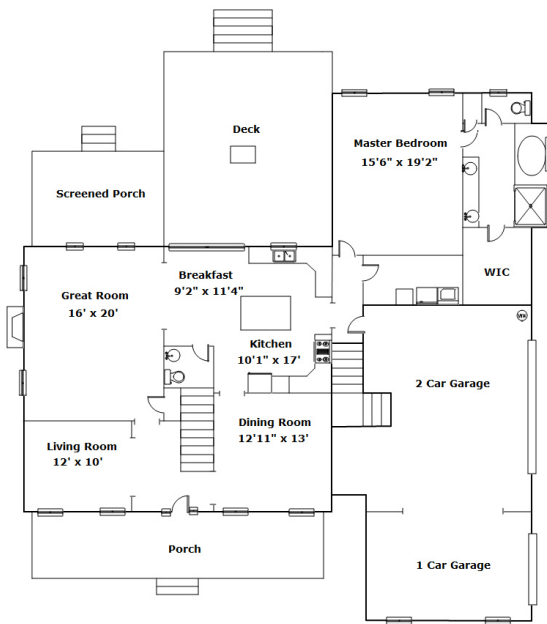 Deck
Master Bedroom
15'6" x 19'2"
Screened Porch
Breakfast
9'2" x 11'4"
WIC
Great Room
16' x 20'
Kitchen
10'1" x 17'
2 Car Garage
Living Room
12' x 10'
Dining Room
12'11" x 13'
Porch
1 Car Garage